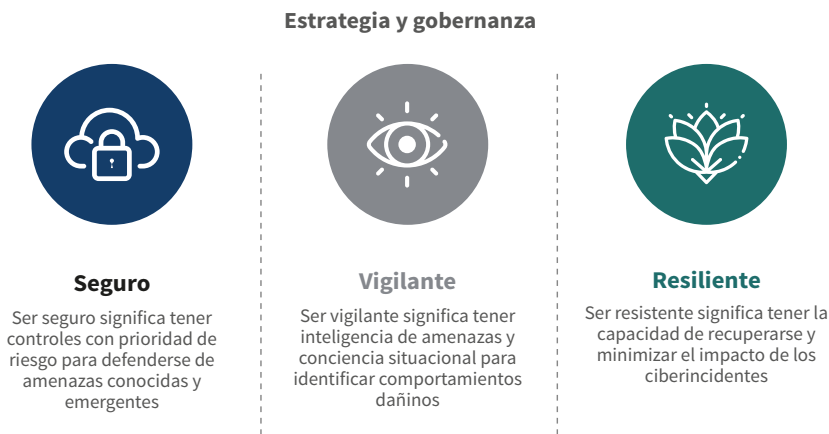 Estrategia y gobernanza
Seguro
Ser seguro significa tener
controles con prioridad de
riesgo para defenderse de
amenazas conocidas y
emergentes
Vigilante
Ser vigilante significa tener
inteligencia de amenazas y
conciencia situacional para
identificar comportamientos
dañinos
Resiliente
Ser resistente significa tener la
capacidad de recuperarse y
minimizar el impacto de los
ciberincidentes